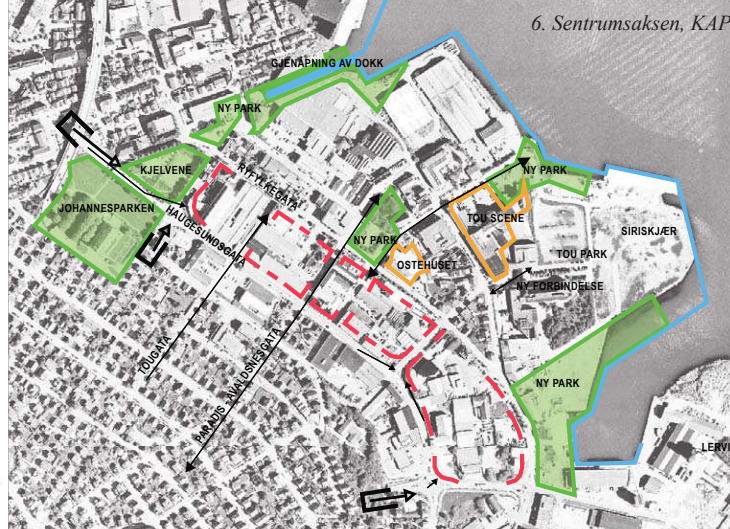 6. Sentrumsaksen, KAP
GJENÅPNING AV DOKK
NY PARK
KJELVENE
JOHANNESPARKEN
RYFYLKEGATA
HAUGESUNDSGATA
NY PARK
TOU SCENE
SIRISKJÆR
NY PARK
OSTEHUSET
TOU PARK
NY FORBINDELSE
TOUGATA
PARADIS - AVALDSNESGATA
NY PARK
LERVI